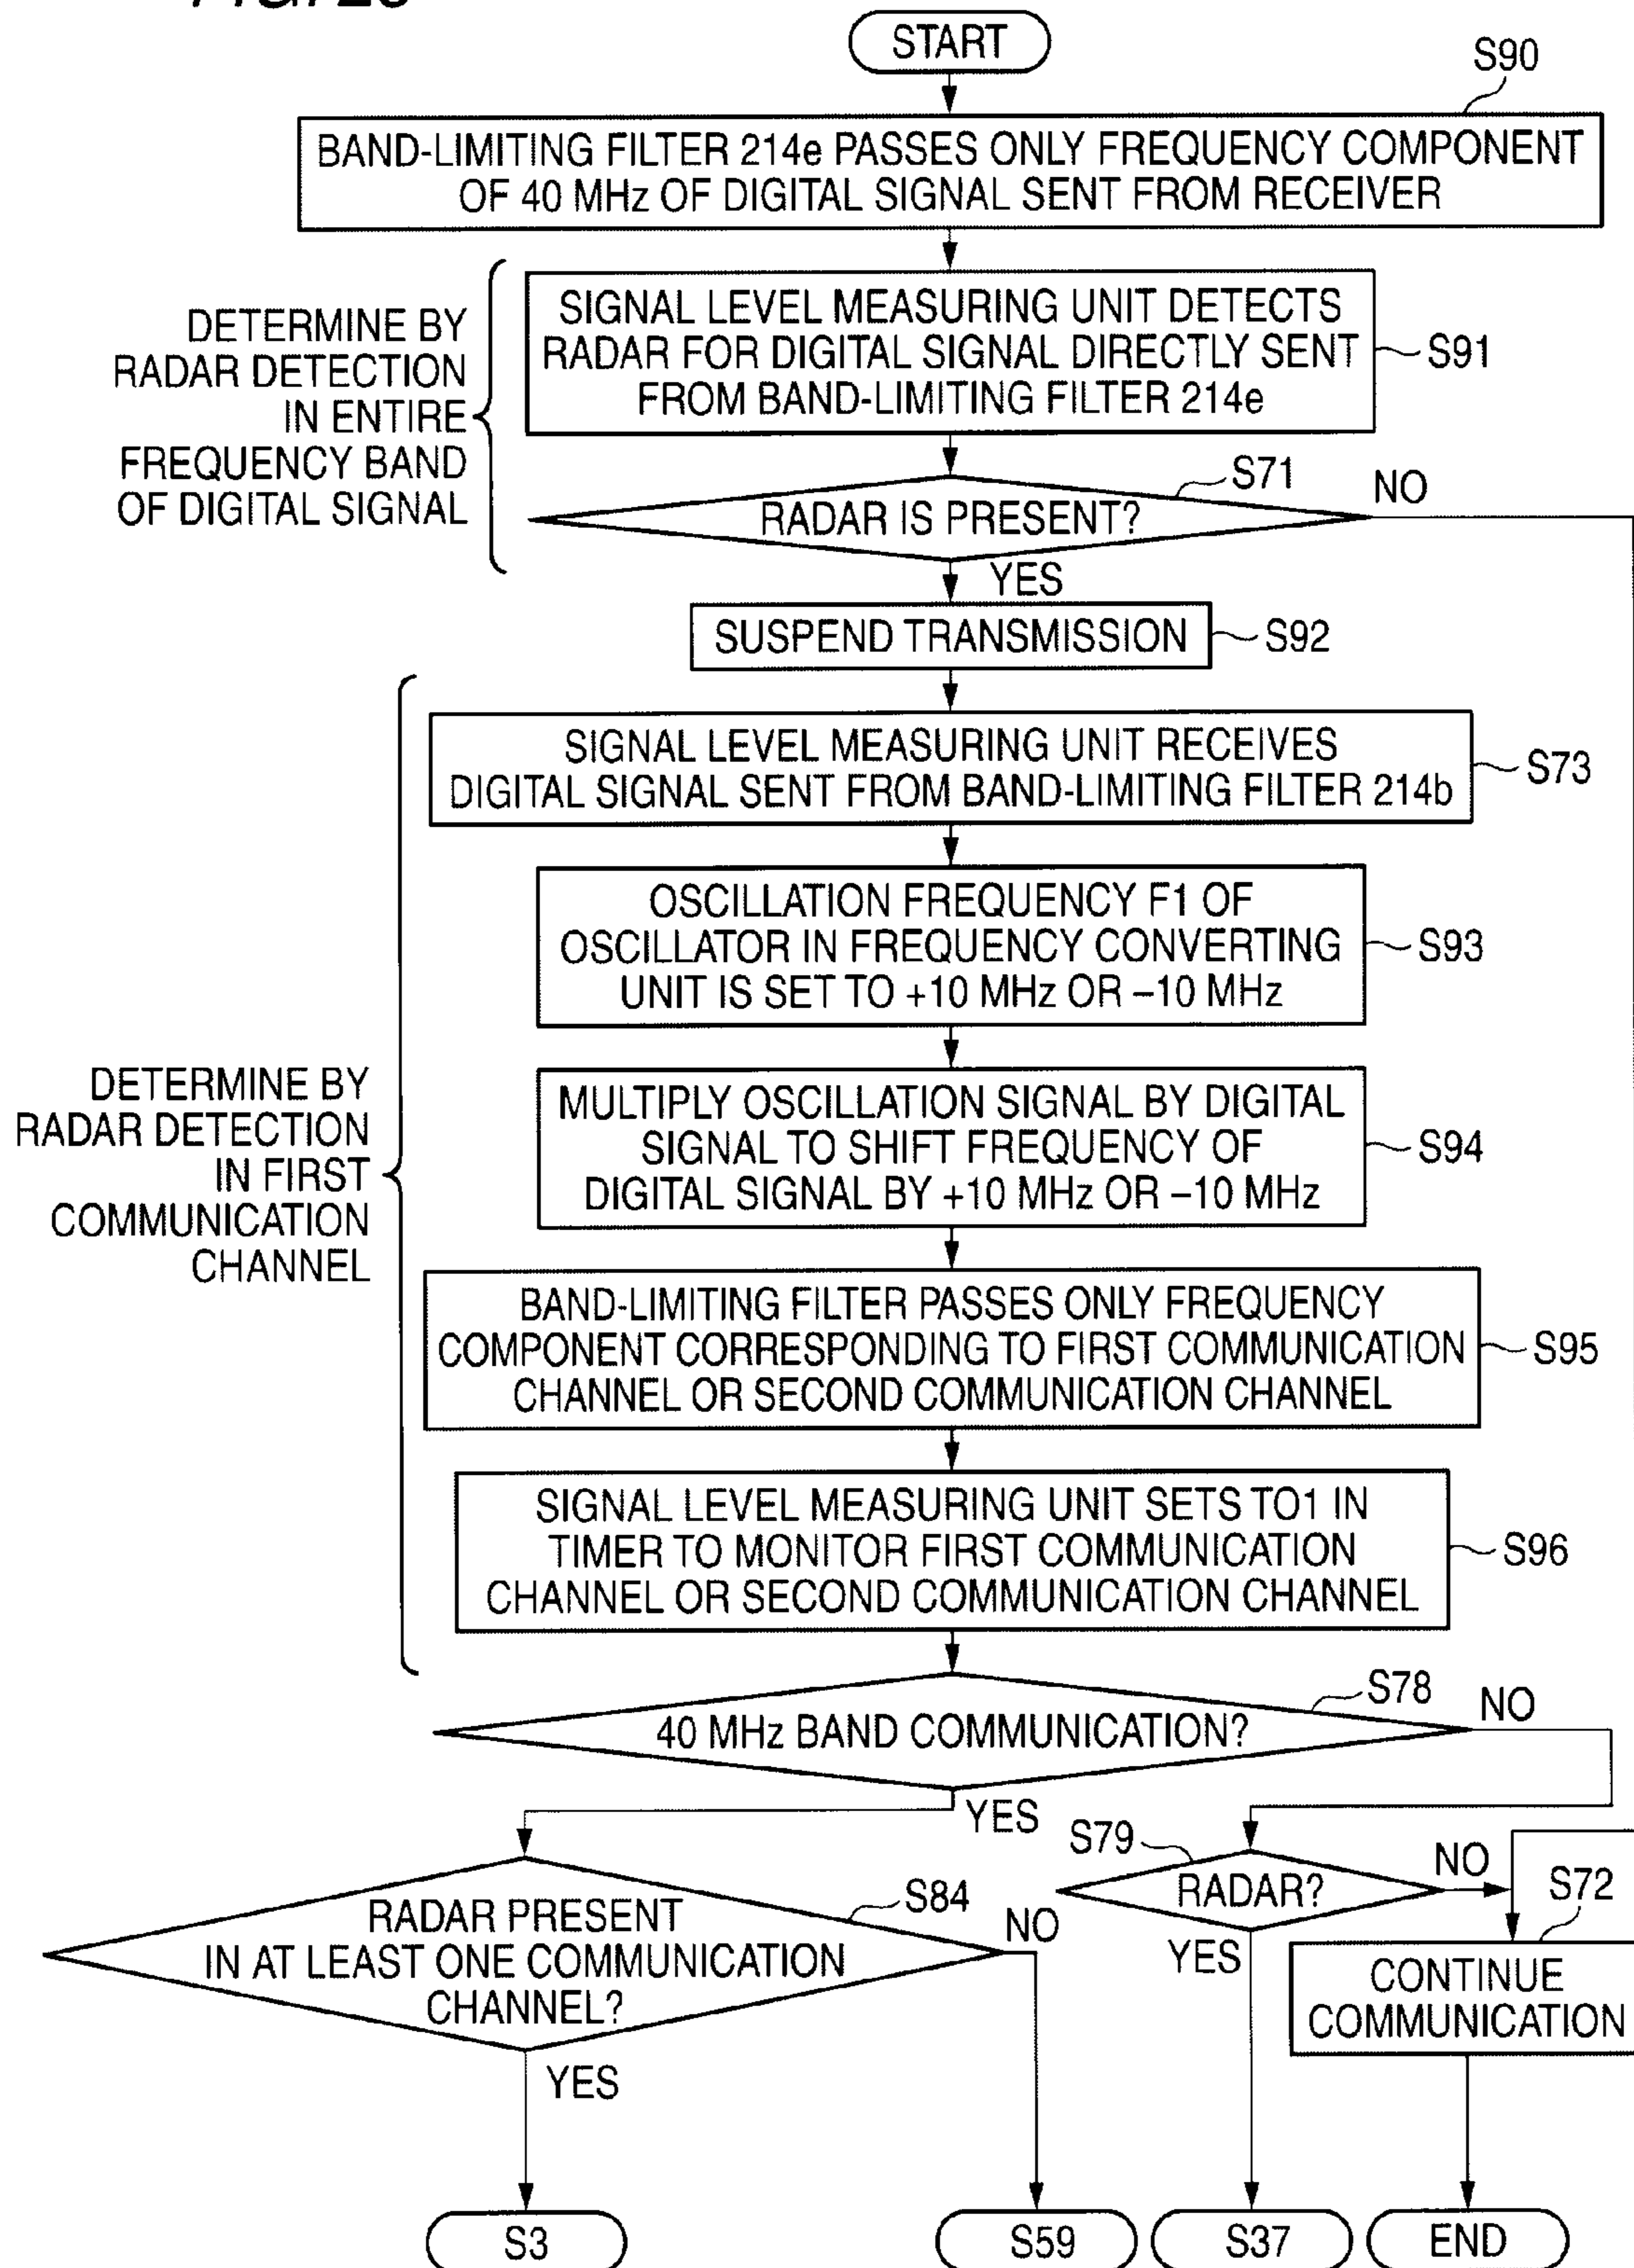 START
S90
BAND-LIMITING FILTER 214e PASSES ONLY FREQUENCY COMPONENT
OF 40 MHz OF DIGITAL SIGNAL SENT FROM RECEIVER
DETERMINE BY
RADAR DETECTION
IN ENTIRE
FREQUENCY BAND
OF DIGITAL SIGNAL
SIGNAL LEVEL MEASURING UNIT DETECTS
RADAR FOR DIGITAL SIGNAL DIRECTLY SENT
FROM BAND-LIMITING FILTER 214e
S91
S71
NO
RADAR IS PRESENT?
YES
SUSPEND TRANSMISSION
S92
DETERMINE BY
RADAR DETECTION
IN FIRST
COMMUNICATION
CHANNEL
SIGNAL LEVEL MEASURING UNIT RECEIVES
DIGITAL SIGNAL SENT FROM BAND-LIMITING FILTER 214b
S73
OSCILLATION FREQUENCY F1 OF
OSCILLATOR IN FREQUENCY CONVERTING
UNIT IS SET TO +10 MHz OR –10 MHz
S93
MULTIPLY OSCILLATION SIGNAL BY DIGITAL
SIGNAL TO SHIFT FREQUENCY OF
DIGITAL SIGNAL BY +10 MHz OR –10 MHz
S94
BAND-LIMITING FILTER PASSES ONLY FREQUENCY
COMPONENT CORRESPONDING TO FIRST COMMUNICATION
CHANNEL OR SECOND COMMUNICATION CHANNEL
S95
SIGNAL LEVEL MEASURING UNIT SETS TO1 IN
TIMER TO MONITOR FIRST COMMUNICATION
CHANNEL OR SECOND COMMUNICATION CHANNEL
S96
S78
NO
40 MHz BAND COMMUNICATION?
YES
S79
NO
RADAR?
YES
S72
CONTINUE
COMMUNICATION
S84
NO
RADAR PRESENT
IN AT LEAST ONE COMMUNICATION
CHANNEL?
YES
S3
S59
S37
END